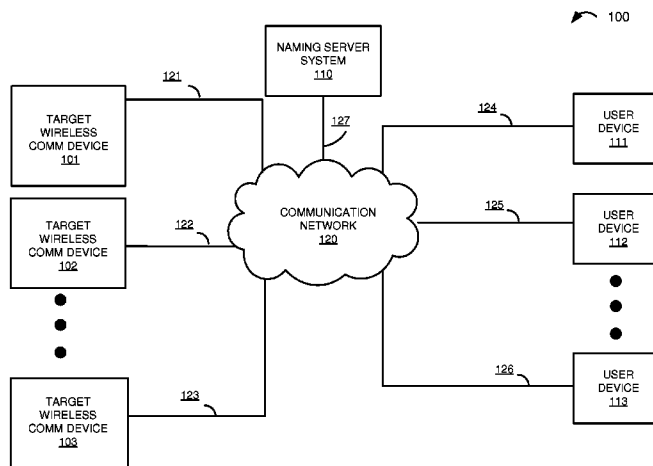 100
NAMING SERVER
SYSTEM
110
121
TARGET
WIRELESS
COMM DEVICE
101
127
124
USER
DEVICE
111
COMMUNICATION
NETWORK
120
122
TARGET
WIRELESS
COMM DEVICE
102
125
USER
DEVICE
112
123
TARGET
WIRELESS
COMM DEVICE
103
126
USER
DEVICE
113